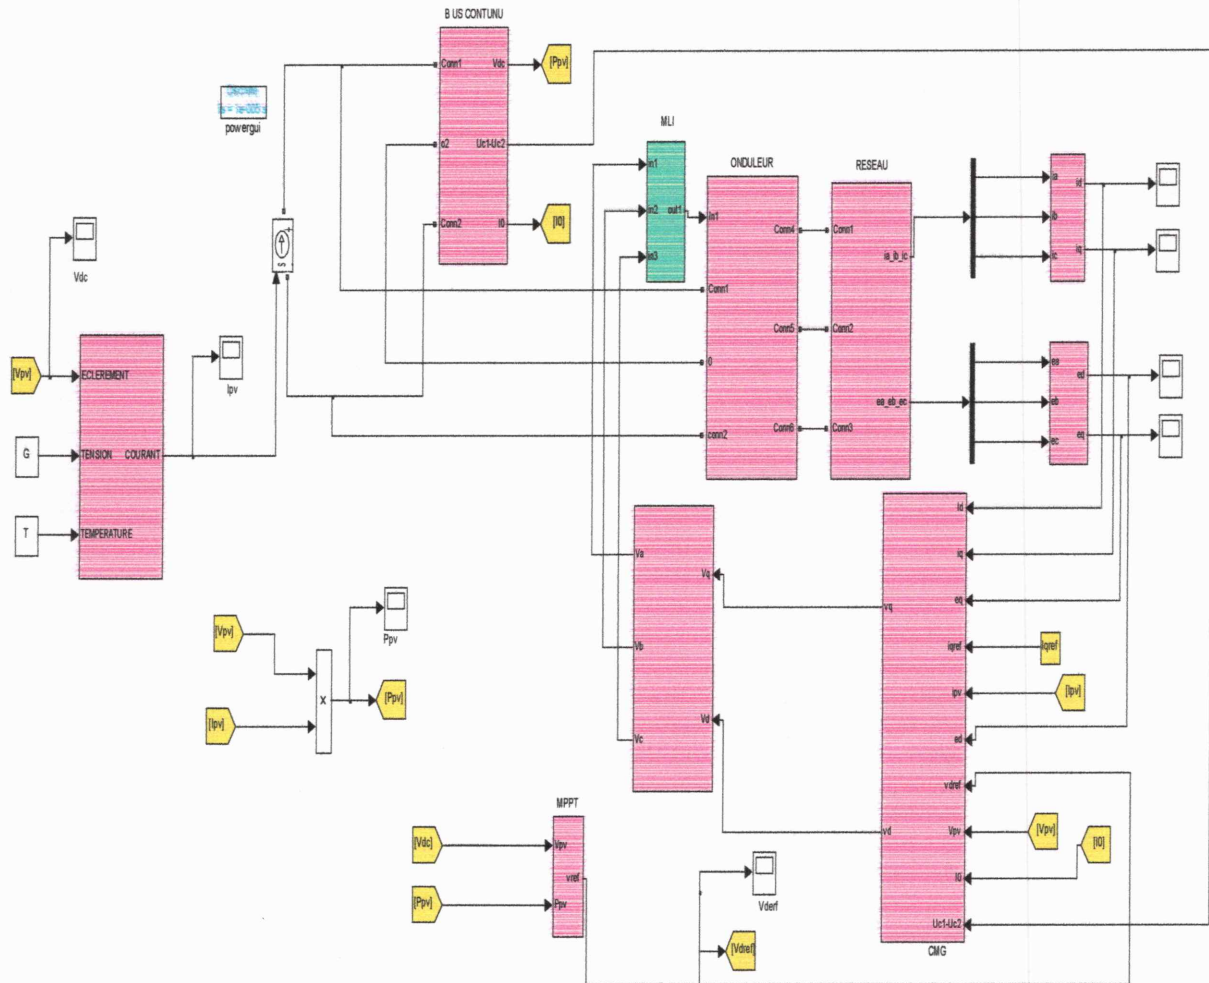 B US CONTUNU
Conn1
Vdc
[Ppv]
o2
Uc1-Uc2
Conn2
I0
[I0]
Discrete,
powergui
MLI
in1
in2
in3
out1
ONDULEUR
In1
Conn4
Conn1
Conn5
0
conn2
Conn6
RESEAU
Conn1
ia_ib_ic
Conn2
ea_eb_ec
Conn3
ia
ib
ic
id
iq
ea
eb
ec
ed
eq
Vdc
[Vpv]
ECLEREMENT
Ipv
G
TENSION
COURANT
T
TEMPERATURE
[Vpv]
[Ipv]
X
Ppv
[Ppv]
Va
Vb
Vc
Vq
Vd
Id
iq
eq
iqref
Iqref
ipv
[Ipv]
ed
vdref
Vpv
[Vpv]
I0
[I0]
Uc1-Uc2
vq
vd
CMG
MPPT
[Vdc]
Vpv
vref
[Ppv]
Ppv
Vderf
[Vdref]